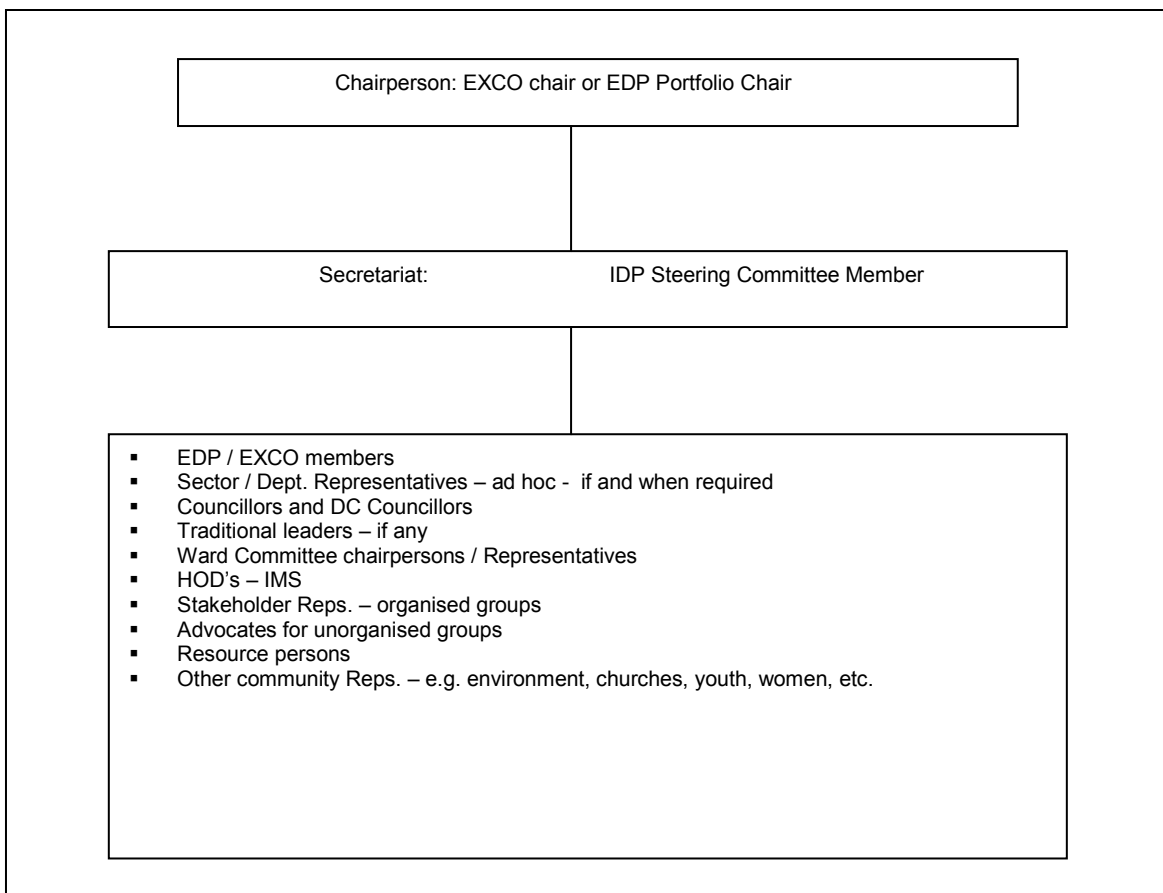 Chairperson: EXCO chair or EDP Portfolio Chair
Secretariat: IDP Steering Committee Member
▪ EDP / EXCO members
▪ Sector / Dept. Representatives – ad hoc - if and when required
▪ Councillors and DC Councillors
▪ Traditional leaders – if any
▪ Ward Committee chairpersons / Representatives
▪ HOD's – IMS
▪ Stakeholder Reps. – organised groups
▪ Advocates for unorganised groups
▪ Resource persons
▪ Other community Reps. – e.g. environment, churches, youth, women, etc.